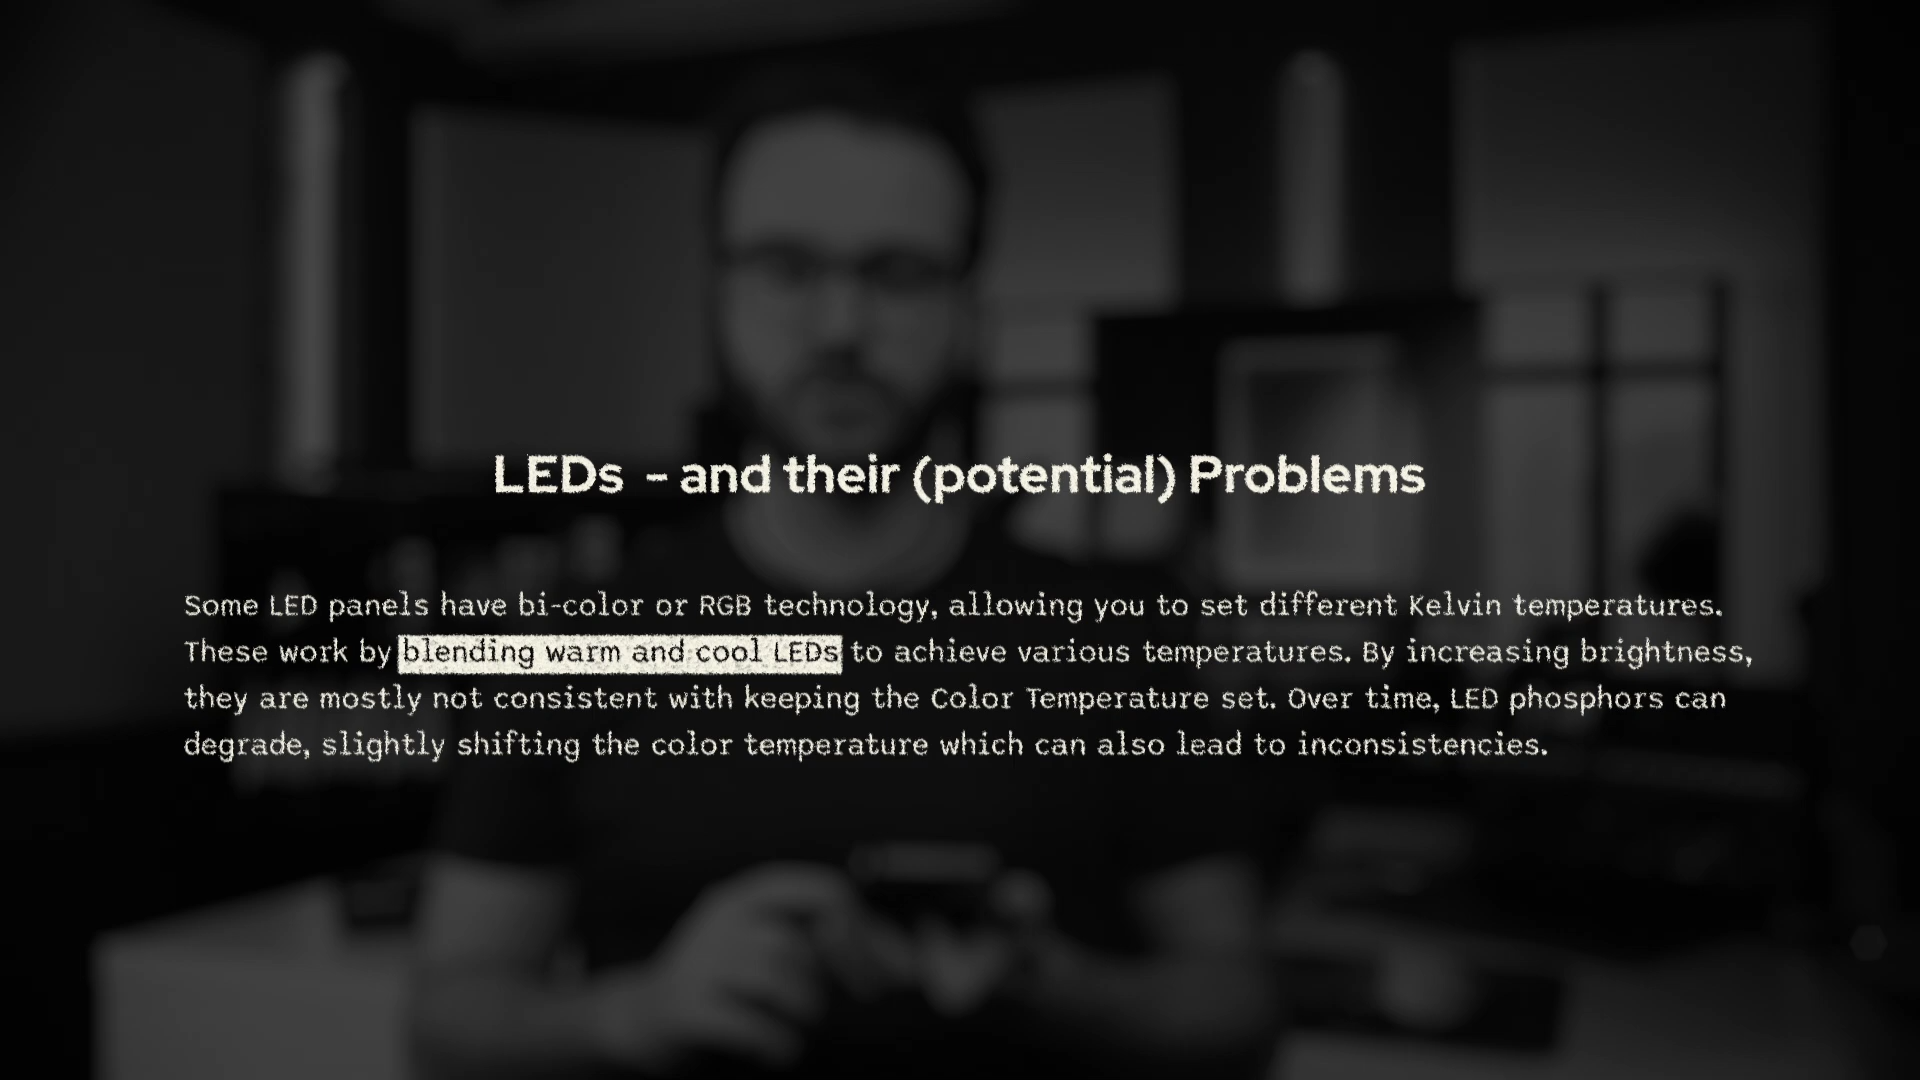 LEDs - and their (potential) Problems
Some LED panels have bi-color or RGB technology, allowing you to set different Kelvin temperatures.
These work by blending warm and cool LEDs to achieve various temperatures. By increasing brightness,
they are mostly not consistent with keeping the Color Temperature set. Over time, LED phosphors can
degrade, slightly shifting the color temperature which can also lead to inconsistencies.